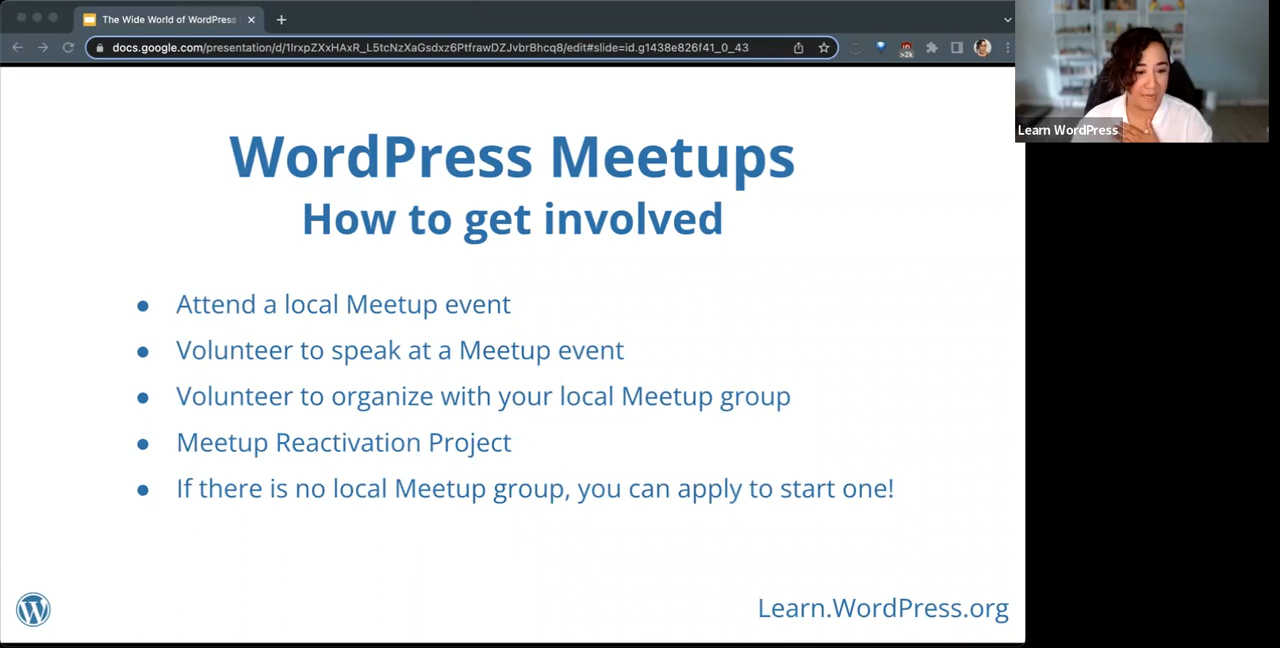 The Wide World of WordPress
docs.google.com/presentation/d/1IrxpZXxHAxR_L5tcNzXaGsdxz6PtfrawDZJvbrBhcq8/edit#slide=id.g1438e826f41_0_43
>2k
Learn WordPress
WordPress Meetups
How to get involved
● Attend a local Meetup event
● Volunteer to speak at a Meetup event
● Volunteer to organize with your local Meetup group
● Meetup Reactivation Project
● If there is no local Meetup group, you can apply to start one!
Learn.WordPress.org